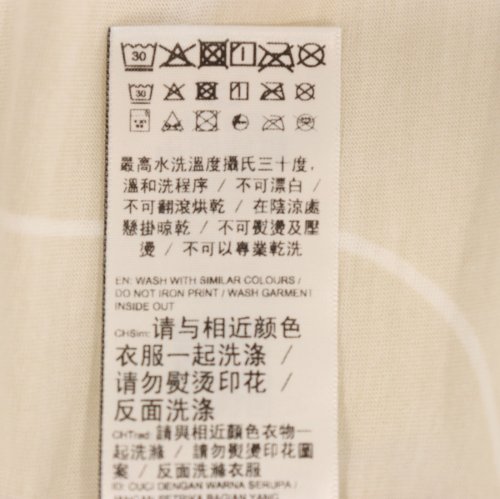 30
30
最高水洗溫度攝氏三十度,
溫和洗程序 / 不可漂白 /
不可翻滾烘乾 / 在陰涼處
懸掛晾乾 / 不可熨燙及壓
燙 / 不可以專業乾洗
EN: WASH WITH SIMILAR COLOURS /
DO NOT IRON PRINT / WASH GARMENT
INSIDE OUT
CHSim: 请与相近颜色
衣服一起洗涤 /
请勿熨烫印花 /
反面洗涤
CHTrad: 請與相近顏色衣物一
起洗滌 / 請勿熨燙印花圖
案 / 反面洗滌衣服
ID: CUCI DENGAN WARNA SERUPA /
JANGAN SETRIKA BAGIAN YANG